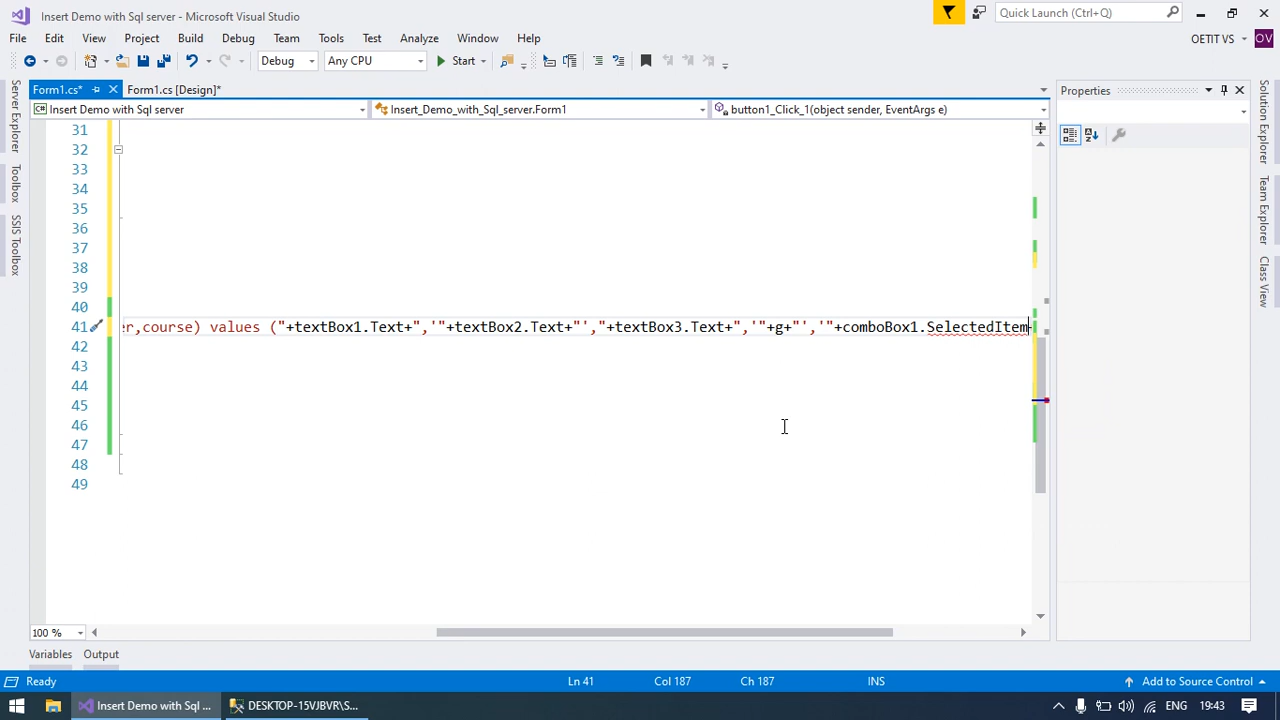 Insert Demo with Sql server - Microsoft Visual Studio
Quick Launch (Ctrl+Q)
File Edit View Project Build Debug Team Tools Test Analyze Window Help
OETIT VS OV
Debug Any CPU Start
Form1.cs* Form1.cs [Design]*
Properties
Insert Demo with Sql server Insert_Demo_with_Sql_server.Form1 button1_Click_1(object sender, EventArgs e)
Server Explorer
Toolbox
SSIS Toolbox
Solution Explorer
Team Explorer
Class View
31
32
33
34
35
36
37
38
39
40
41 er,course) values ("+textBox1.Text+",'"+textBox2.Text+"',"+textBox3.Text+",'"+g+"','"+comboBox1.SelectedItem+
42
43
44
45
46
47
48
49
100 %
Variables Output
Ready Ln 41 Col 187 Ch 187 INS Add to Source Control
Insert Demo with Sql ... DESKTOP-15VJBVR\S... ENG 19:43